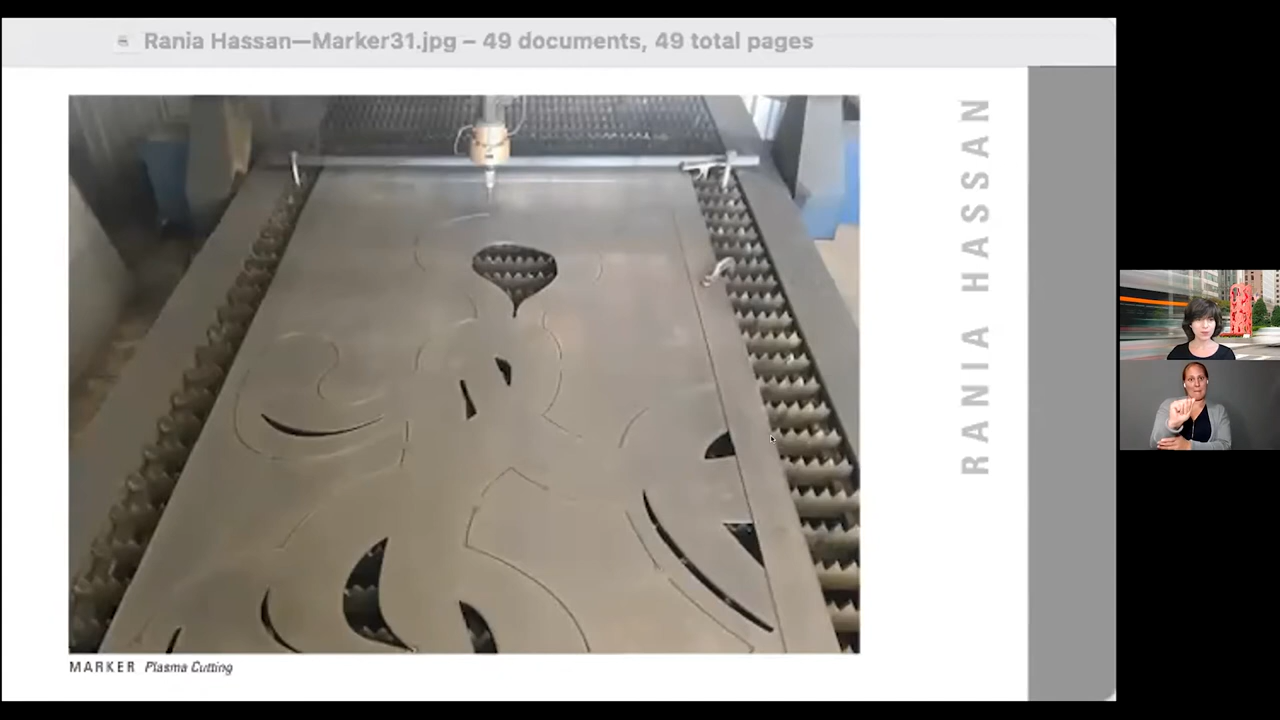 Rania Hassan—Marker31.jpg – 49 documents, 49 total pages
RANIA HASSAN
MARKER Plasma Cutting